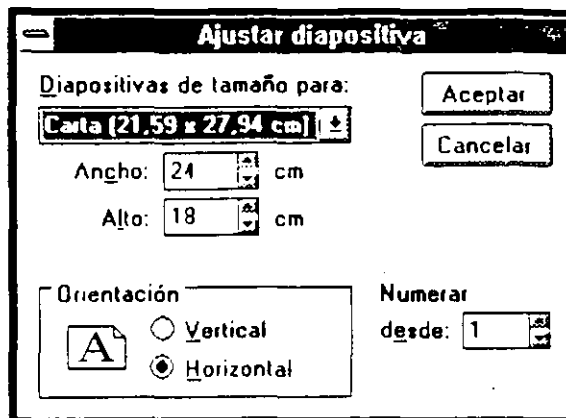 Ajustar diapositiva
Diapositivas de tamaño para:
Carta (21,59 x 27,94 cm)
Aceptar
Cancelar
Ancho: 24 cm
Alto: 18 cm
Orientación
A
Vertical
Horizontal
Numerar
desde: 1